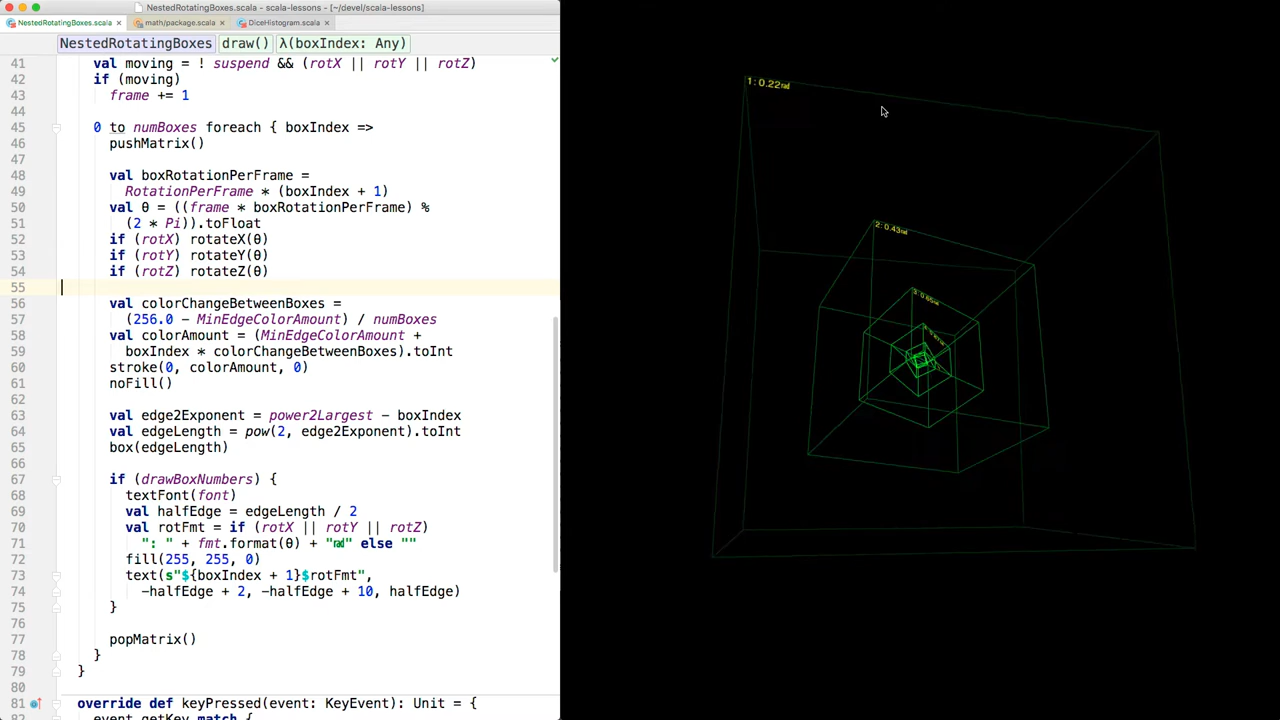 NestedRotatingBoxes.scala - scala-lessons - [~/devel/scala-lessons]
NestedRotatingBoxes.scala × math/package.scala × DiceHistogram.scala ×
NestedRotatingBoxes draw() λ(boxIndex: Any)
41 val moving = ! suspend && (rotX || rotY || rotZ)
42 if (moving)
43 frame += 1
44
45 0 to numBoxes foreach { boxIndex =>
46 pushMatrix()
47
48 val boxRotationPerFrame =
49 RotationPerFrame * (boxIndex + 1)
50 val θ = ((frame * boxRotationPerFrame) %
51 (2 * Pi)).toFloat
52 if (rotX) rotateX(θ)
53 if (rotY) rotateY(θ)
54 if (rotZ) rotateZ(θ)
55
56 val colorChangeBetweenBoxes =
57 (256.0 - MinEdgeColorAmount) / numBoxes
58 val colorAmount = (MinEdgeColorAmount +
59 boxIndex * colorChangeBetweenBoxes).toInt
60 stroke(0, colorAmount, 0)
61 noFill()
62
63 val edge2Exponent = power2Largest - boxIndex
64 val edgeLength = pow(2, edge2Exponent).toInt
65 box(edgeLength)
66
67 if (drawBoxNumbers) {
68 textFont(font)
69 val halfEdge = edgeLength / 2
70 val rotFmt = if (rotX || rotY || rotZ)
71 ": " + fmt.format(θ) + "㎭" else ""
72 fill(255, 255, 0)
73 text(s"${boxIndex + 1}$rotFmt",
74 -halfEdge + 2, -halfEdge + 10, halfEdge)
75 }
76
77 popMatrix()
78 }
79 }
80
81 override def keyPressed(event: KeyEvent): Unit = {
82 event.getKey match {
1: 0.22㎭
2: 0.43㎭
3: 0.65㎭